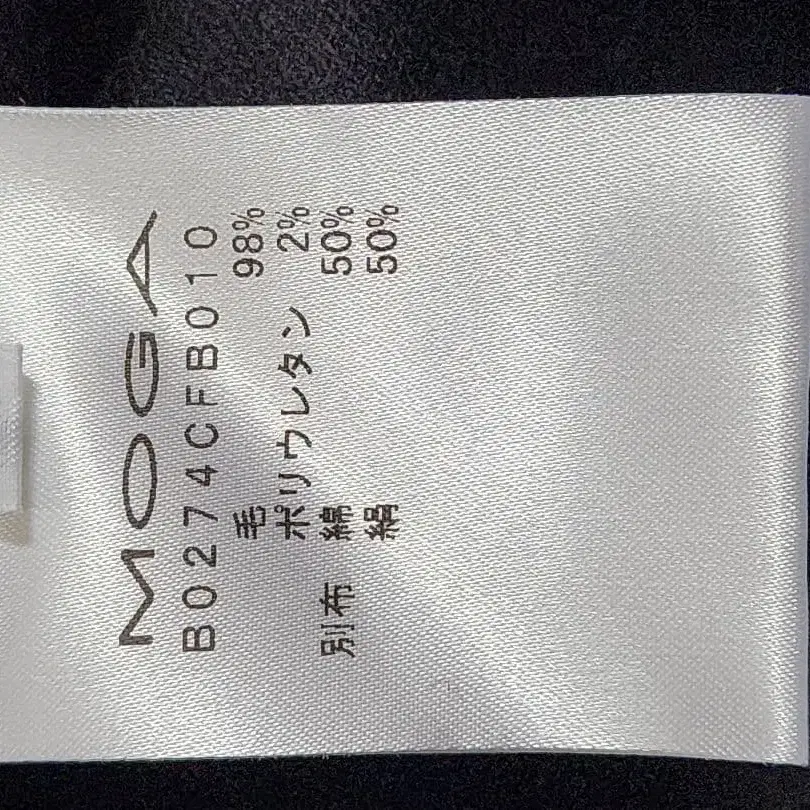 MOGA
B0274CFB010
毛 98%
ポリウレタン 2%
別布 綿 50%
絹 50%